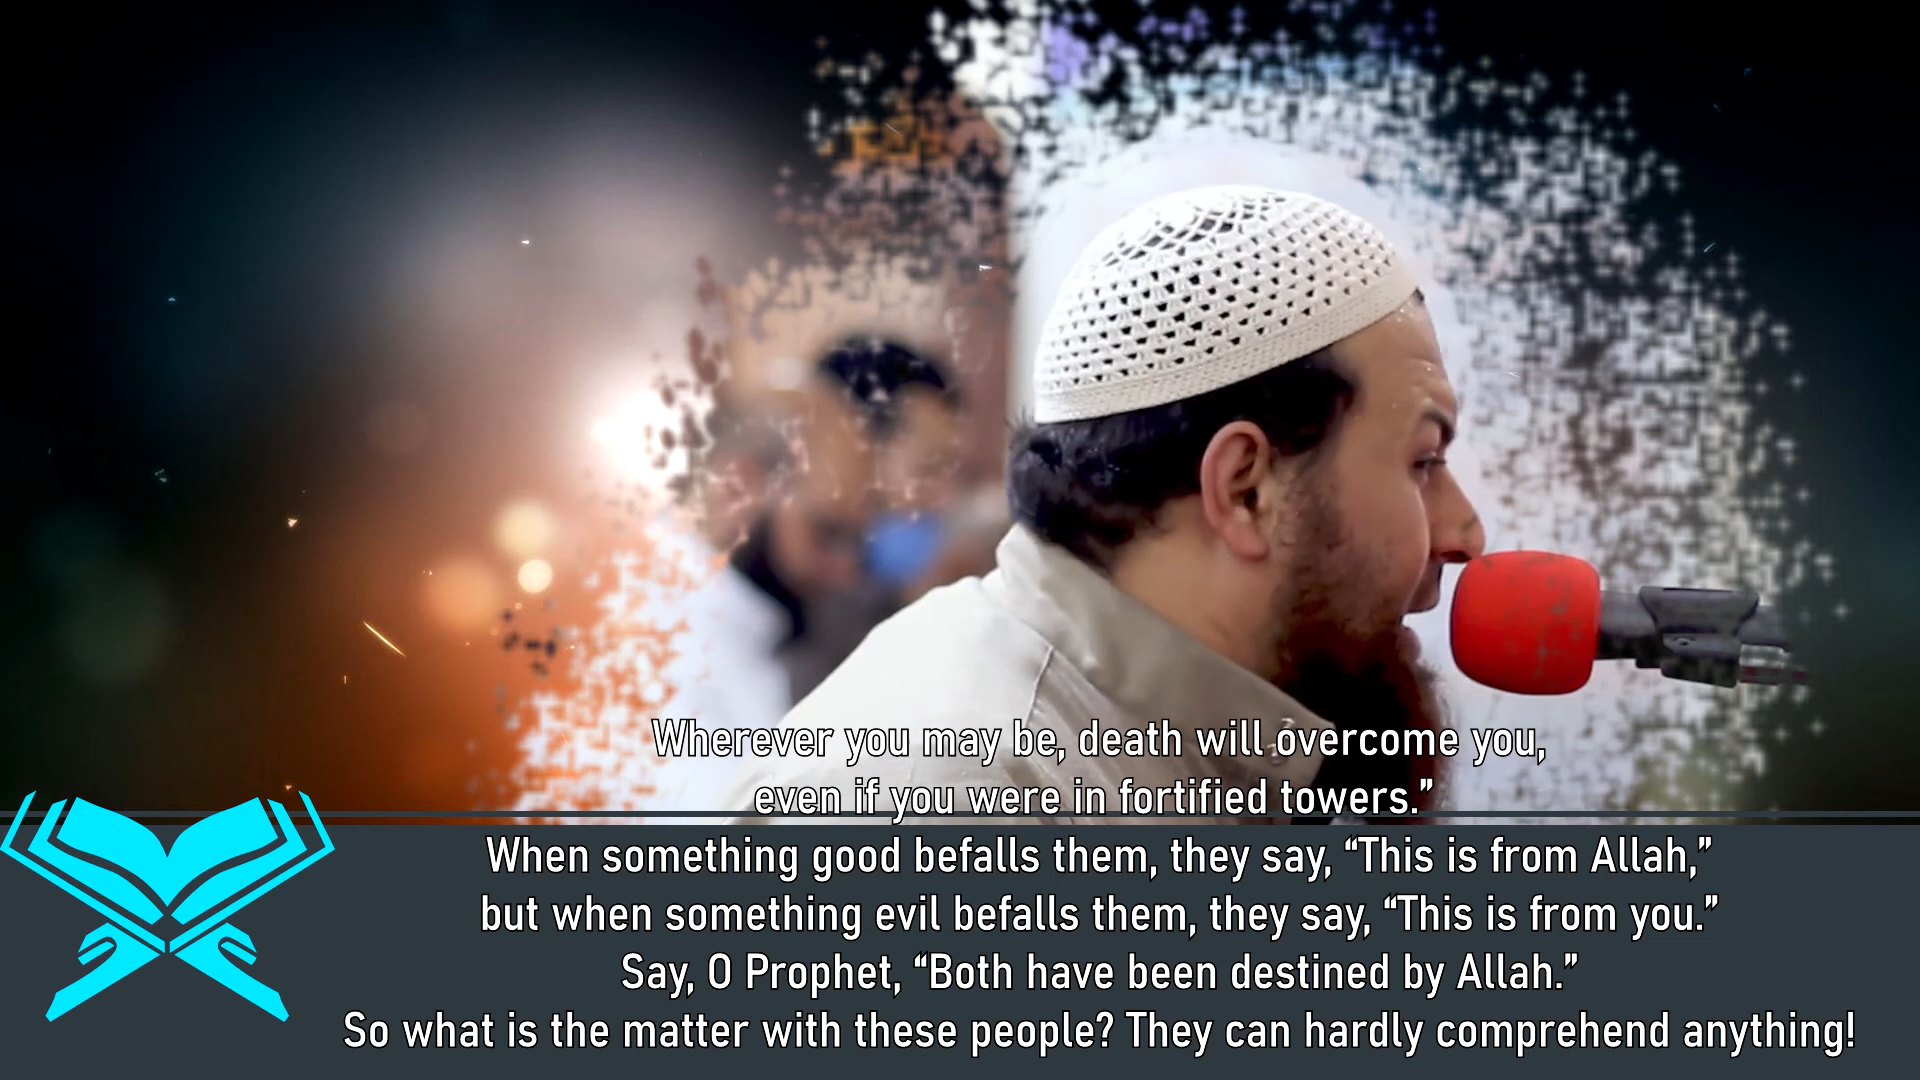 Wherever you may be, death will overcome you,
even if you were in fortified towers.”
When something good befalls them, they say, “This is from Allah,”
but when something evil befalls them, they say, “This is from you.”
Say, O Prophet, “Both have been destined by Allah.”
So what is the matter with these people? They can hardly comprehend anything!